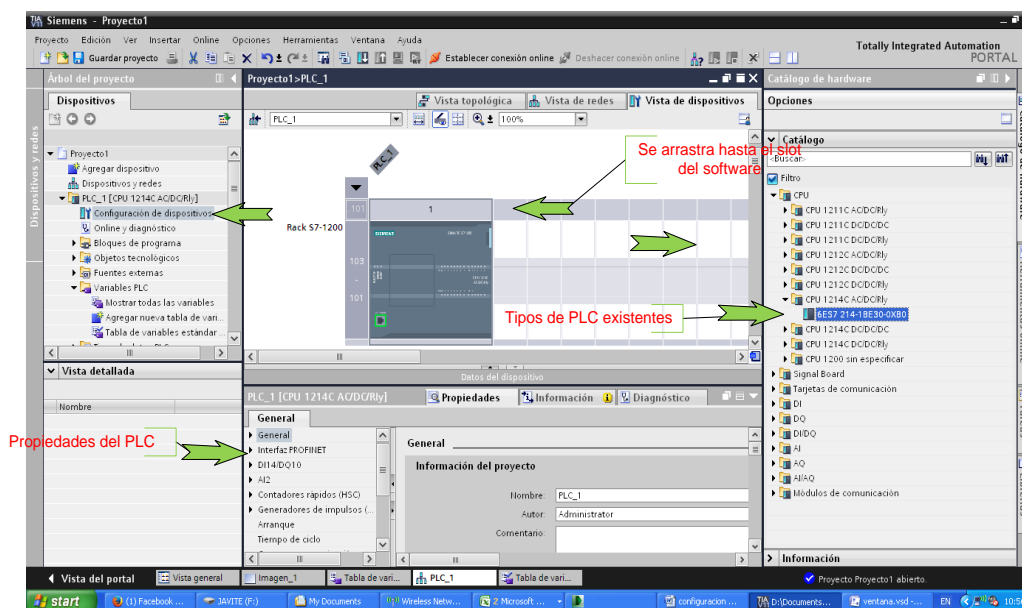 Siemens - Proyecto1
Proyecto Edición Ver Insertar Online Opciones Herramientas Ventana Ayuda
Totally Integrated Automation
PORTAL
Guardar proyecto
Establecer conexión online
Deshacer conexión online
Árbol del proyecto
Dispositivos
Dispositivos y redes
Proyecto1
Agregar dispositivo
Dispositivos y redes
PLC_1 [CPU 1214C AC/DC/Rly]
Configuración de dispositivos
Online y diagnóstico
Bloques de programa
Objetos tecnológicos
Fuentes externas
Variables PLC
Mostrar todas las variables
Agregar nueva tabla de vari...
Tabla de variables estándar
Vista detallada
Nombre
Propiedades del PLC
Proyecto1>PLC_1
Vista topológica
Vista de redes
Vista de dispositivos
PLC_1
100%
PLC_1
101
1
Rack S7-1200
SIEMENS
103
-
101
Se arrastra hasta el slot
del software
Tipos de PLC existentes
Datos del dispositivo
PLC_1 [CPU 1214C AC/DC/Rly]
Propiedades
Información
Diagnóstico
General
General
Interfaz PROFINET
DI14/DQ10
AI2
Contadores rápidos (HSC)
Generadores de impulsos (...
Arranque
Tiempo de ciclo
General
Información del proyecto
Nombre: PLC_1
Autor: Administrator
Comentario:
Catálogo de hardware
Opciones
Catálogo
<Buscar>
Filtro
CPU
CPU 1211C AC/DC/Rly
CPU 1211C DC/DC/DC
CPU 1211C DC/DC/Rly
CPU 1212C AC/DC/Rly
CPU 1212C DC/DC/DC
CPU 1212C DC/DC/Rly
CPU 1214C AC/DC/Rly
6ES7 214-1BE30-0XB0
CPU 1214C DC/DC/DC
CPU 1214C DC/DC/Rly
CPU 1200 sin especificar
Signal Board
Tarjetas de comunicación
DI
DQ
DI/DQ
AI
AQ
AI/AQ
Módulos de comunicación
Información
Vista del portal
Vista general
Imagen_1
Tabla de vari...
PLC_1
Tabla de vari...
Proyecto Proyecto1 abierto.
start
(1) Facebook ...
JAVITE (F:)
My Documents
Wireless Netw...
2 Microsoft ...
configuracion ...
D:\Documents...
ventana.vsd -...
EN